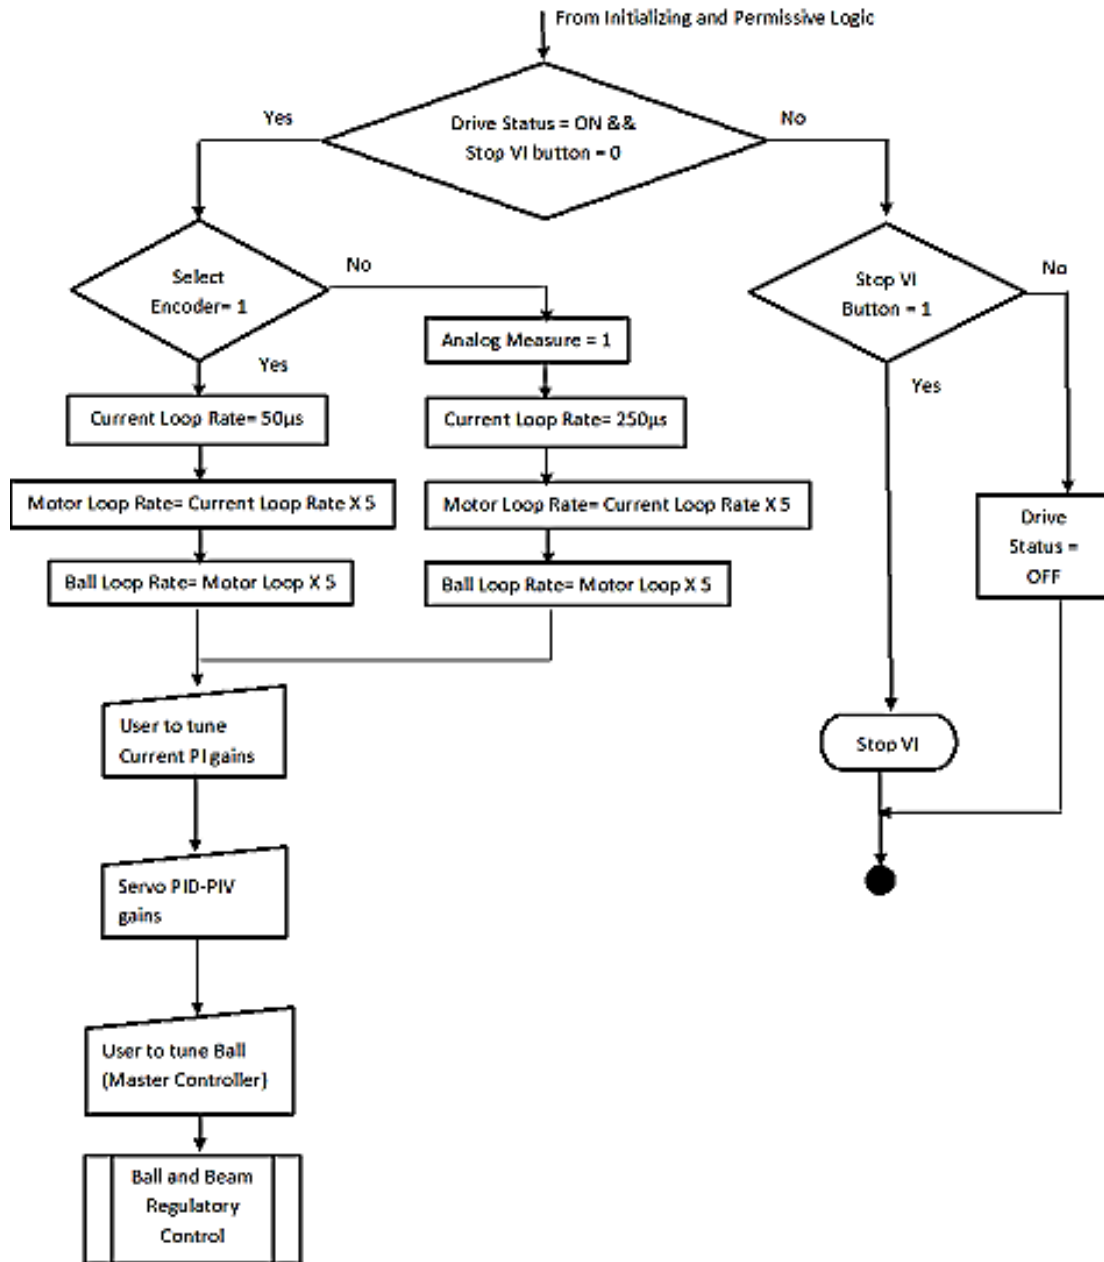 From Initializing and Permissive Logic
Yes
Drive Status = ON &&
Stop VI button = 0
No
Select
Encoder= 1
No
Yes
Stop VI
Button = 1
No
Yes
Analog Measure = 1
Current Loop Rate= 50µs
Current Loop Rate= 250µs
Motor Loop Rate= Current Loop Rate X 5
Motor Loop Rate= Current Loop Rate X 5
Ball Loop Rate= Motor Loop X 5
Ball Loop Rate= Motor Loop X 5
Drive
Status =
OFF
User to tune
Current PI gains
Stop VI
Servo PID-PIV
gains
User to tune Ball
(Master Controller)
Ball and Beam
Regulatory
Control